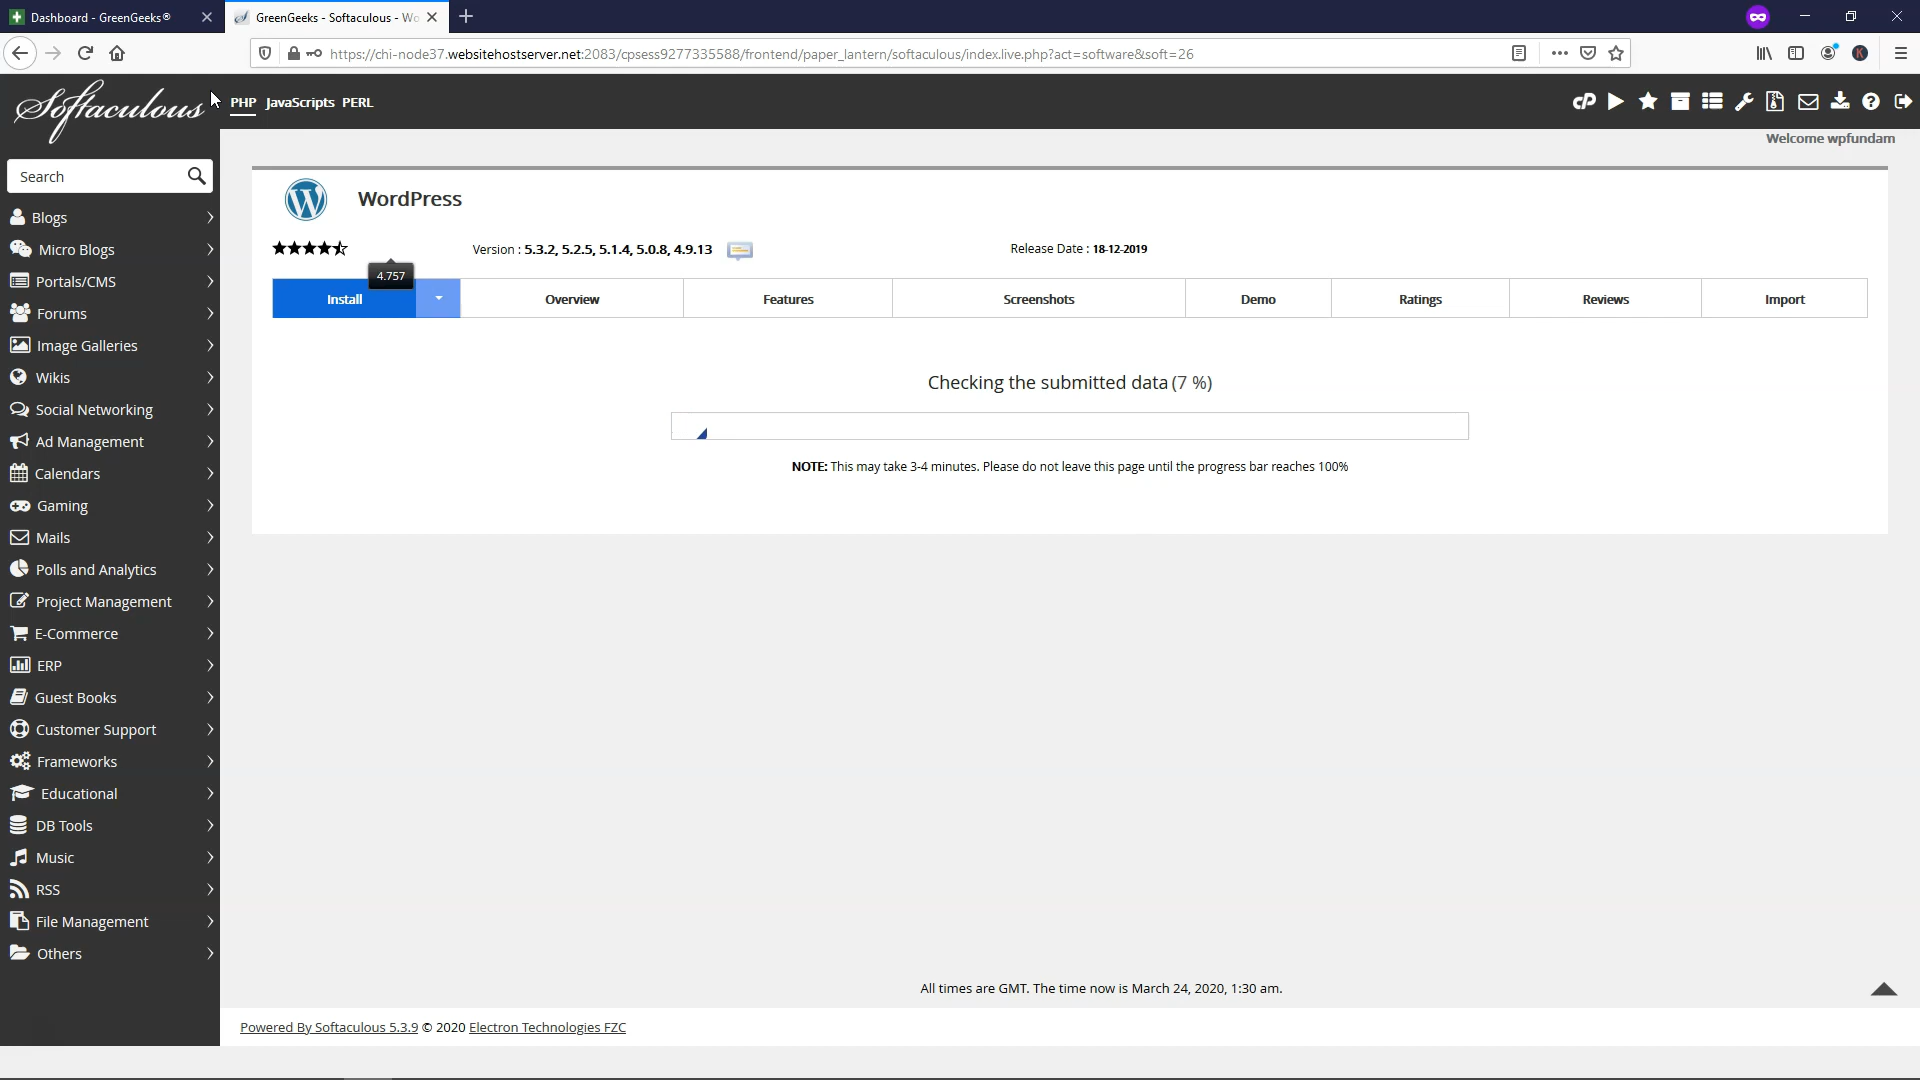 Dashboard - GreenGeeks®
GreenGeeks - Softaculous - Wo
https://chi-node37.websitehostserver.net:2083/cpsess9277335588/frontend/paper_lantern/softaculous/index.live.php?act=software&soft=26
Softaculous
PHP JavaScripts PERL
Welcome wpfundam
Search
Blogs
Micro Blogs
Portals/CMS
Forums
Image Galleries
Wikis
Social Networking
Ad Management
Calendars
Gaming
Mails
Polls and Analytics
Project Management
E-Commerce
ERP
Guest Books
Customer Support
Frameworks
Educational
DB Tools
Music
RSS
File Management
Others
WordPress
Version : 5.3.2, 5.2.5, 5.1.4, 5.0.8, 4.9.13
Release Date : 18-12-2019
4.757
Install Overview Features Screenshots Demo Ratings Reviews Import
Checking the submitted data (7 %)
NOTE: This may take 3-4 minutes. Please do not leave this page until the progress bar reaches 100%
All times are GMT. The time now is March 24, 2020, 1:30 am.
Powered By Softaculous 5.3.9 © 2020 Electron Technologies FZC